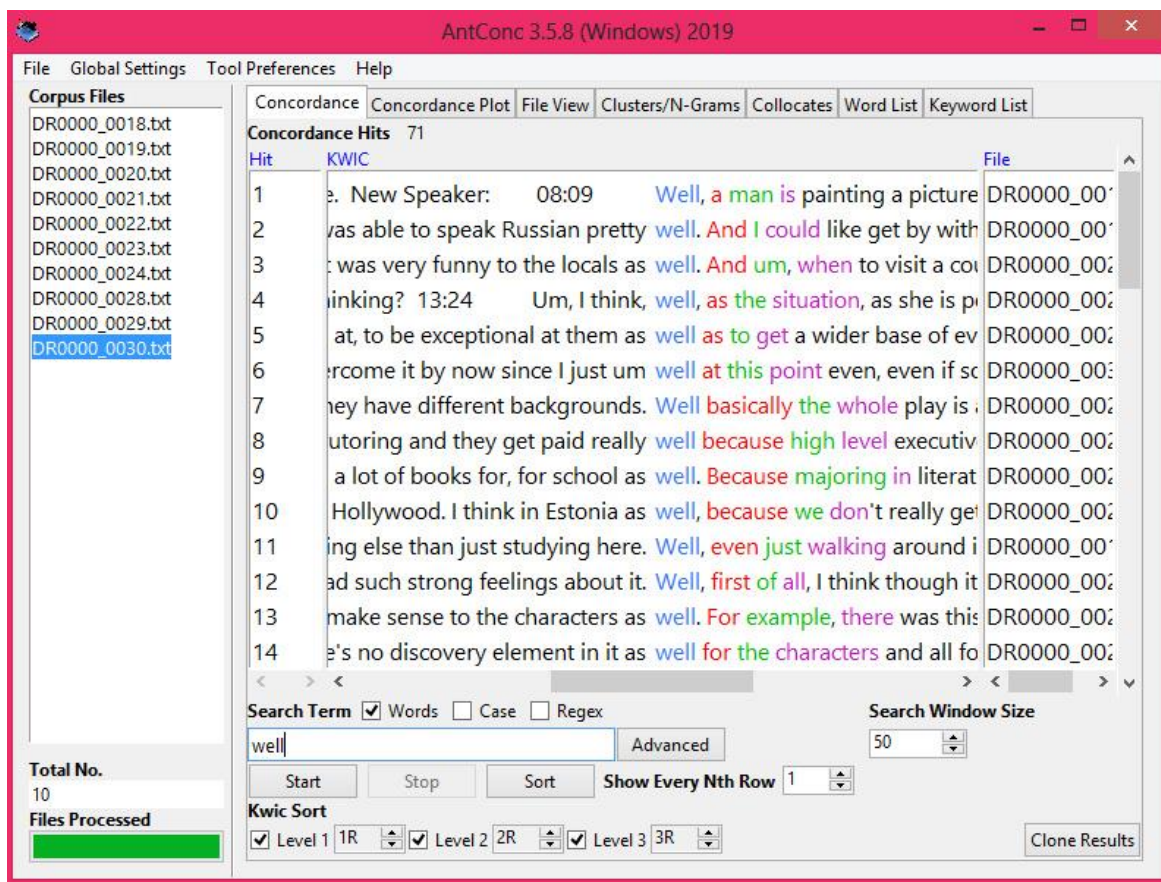 AntConc 3.5.8 (Windows) 2019
File Global Settings Tool Preferences Help
Corpus Files
DR0000_0018.txt
DR0000_0019.txt
DR0000_0020.txt
DR0000_0021.txt
DR0000_0022.txt
DR0000_0023.txt
DR0000_0024.txt
DR0000_0028.txt
DR0000_0029.txt
DR0000_0030.txt
Total No.
10
Files Processed
Concordance Concordance Plot File View Clusters/N-Grams Collocates Word List Keyword List
Concordance Hits 71
Hit KWIC File
1 e. New Speaker: 08:09 Well, a man is painting a picture DR0000_001
2 was able to speak Russian pretty well. And I could like get by with DR0000_001
3 was very funny to the locals as well. And um, when to visit a DR0000_002
4 inking? 13:24 Um, I think, well, as the situation, as she is DR0000_002
5 at, to be exceptional at them as well as to get a wider base of ev DR0000_002
6 ercome it by now since I just um well at this point even, even if DR0000_003
7 hey have different backgrounds. Well basically the whole play is DR0000_002
8 utoring and they get paid really well because high level executiv DR0000_002
9 a lot of books for, for school as well. Because majoring in literat DR0000_002
10 Hollywood. I think in Estonia as well, because we don't really get DR0000_002
11 ing else than just studying here. Well, even just walking around i DR0000_001
12 ad such strong feelings about it. Well, first of all, I think though it DR0000_002
13 make sense to the characters as well. For example, there was this DR0000_002
14 e's no discovery element in it as well for the characters and all fo DR0000_002
Search Term Words Case Regex Search Window Size
well Advanced 50
Start Stop Sort Show Every Nth Row 1
Kwic Sort
Level 1 1R Level 2 2R Level 3 3R Clone Results